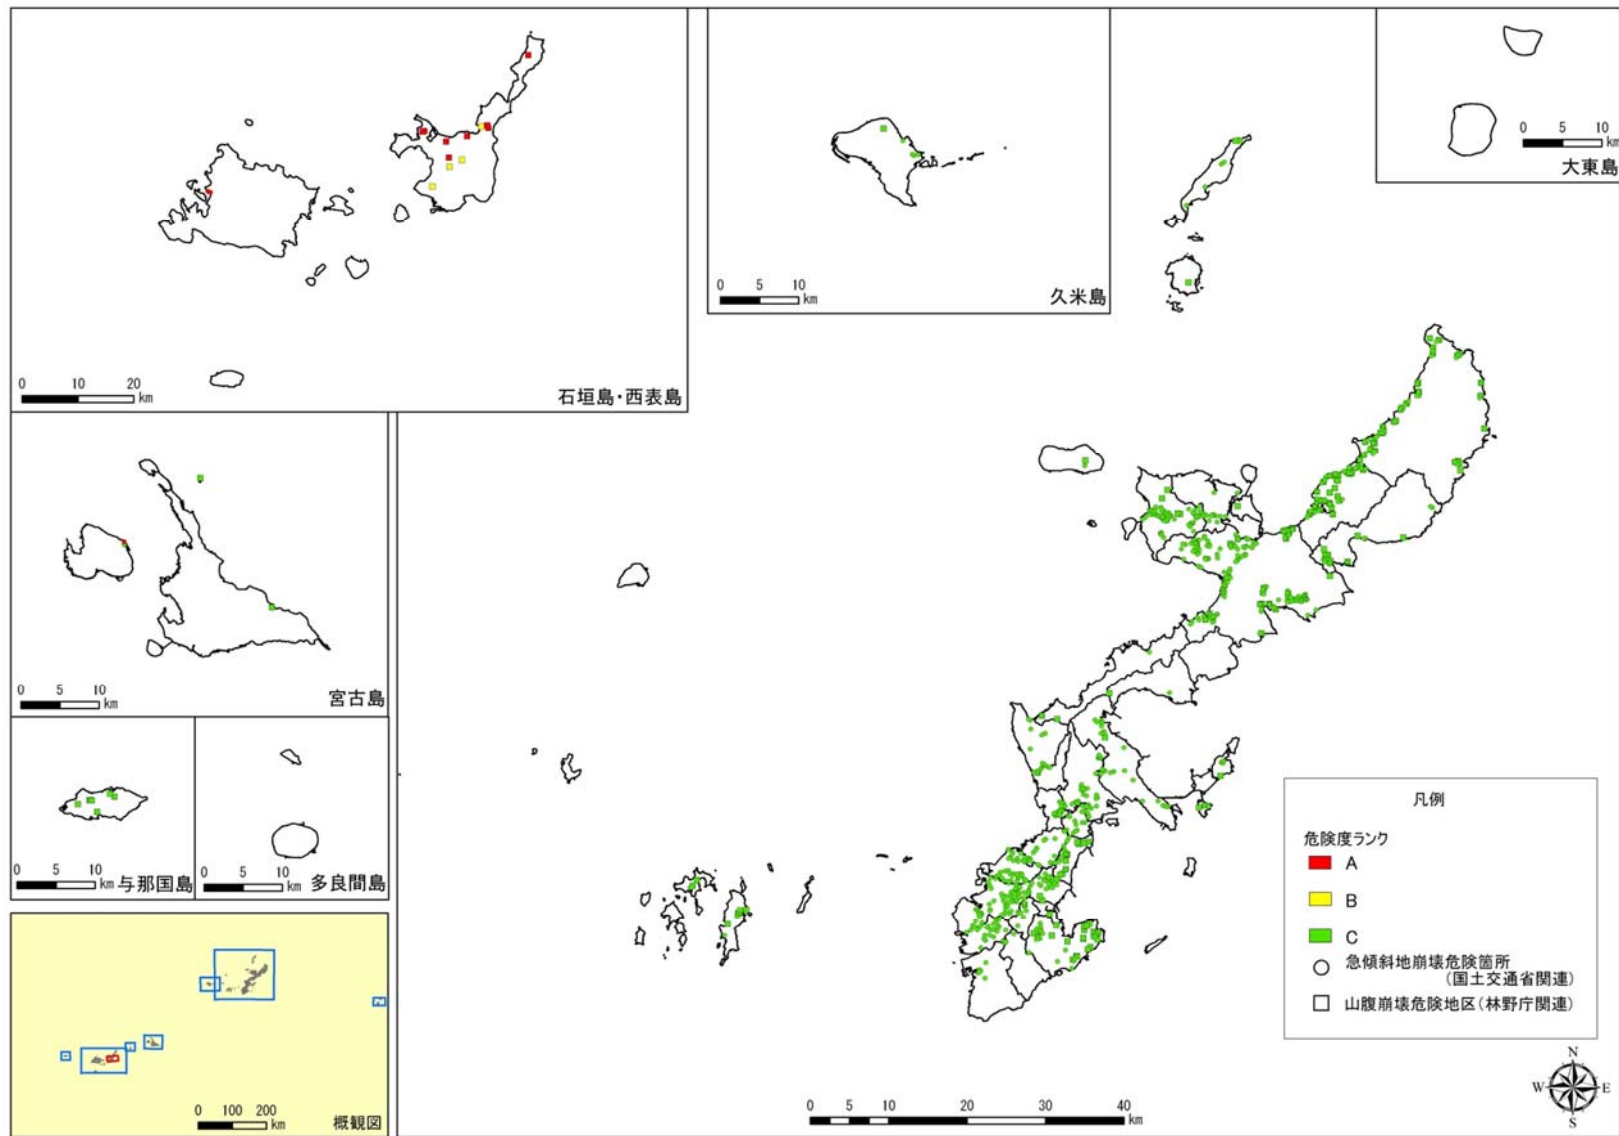 0 10 20 km
石垣島・西表島
0 5 10 km
久米島
0 5 10 km
大東島
0 5 10 km
宮古島
0 5 10 km
与那国島
0 5 10 km
多良間島
0 100 200 km
概観図
凡例
危険度ランク
A
B
C
急傾斜地崩壊危険箇所
(国土交通省関連)
山腹崩壊危険地区(林野庁関連)
N
W E
S
0 5 10 20 30 40 km